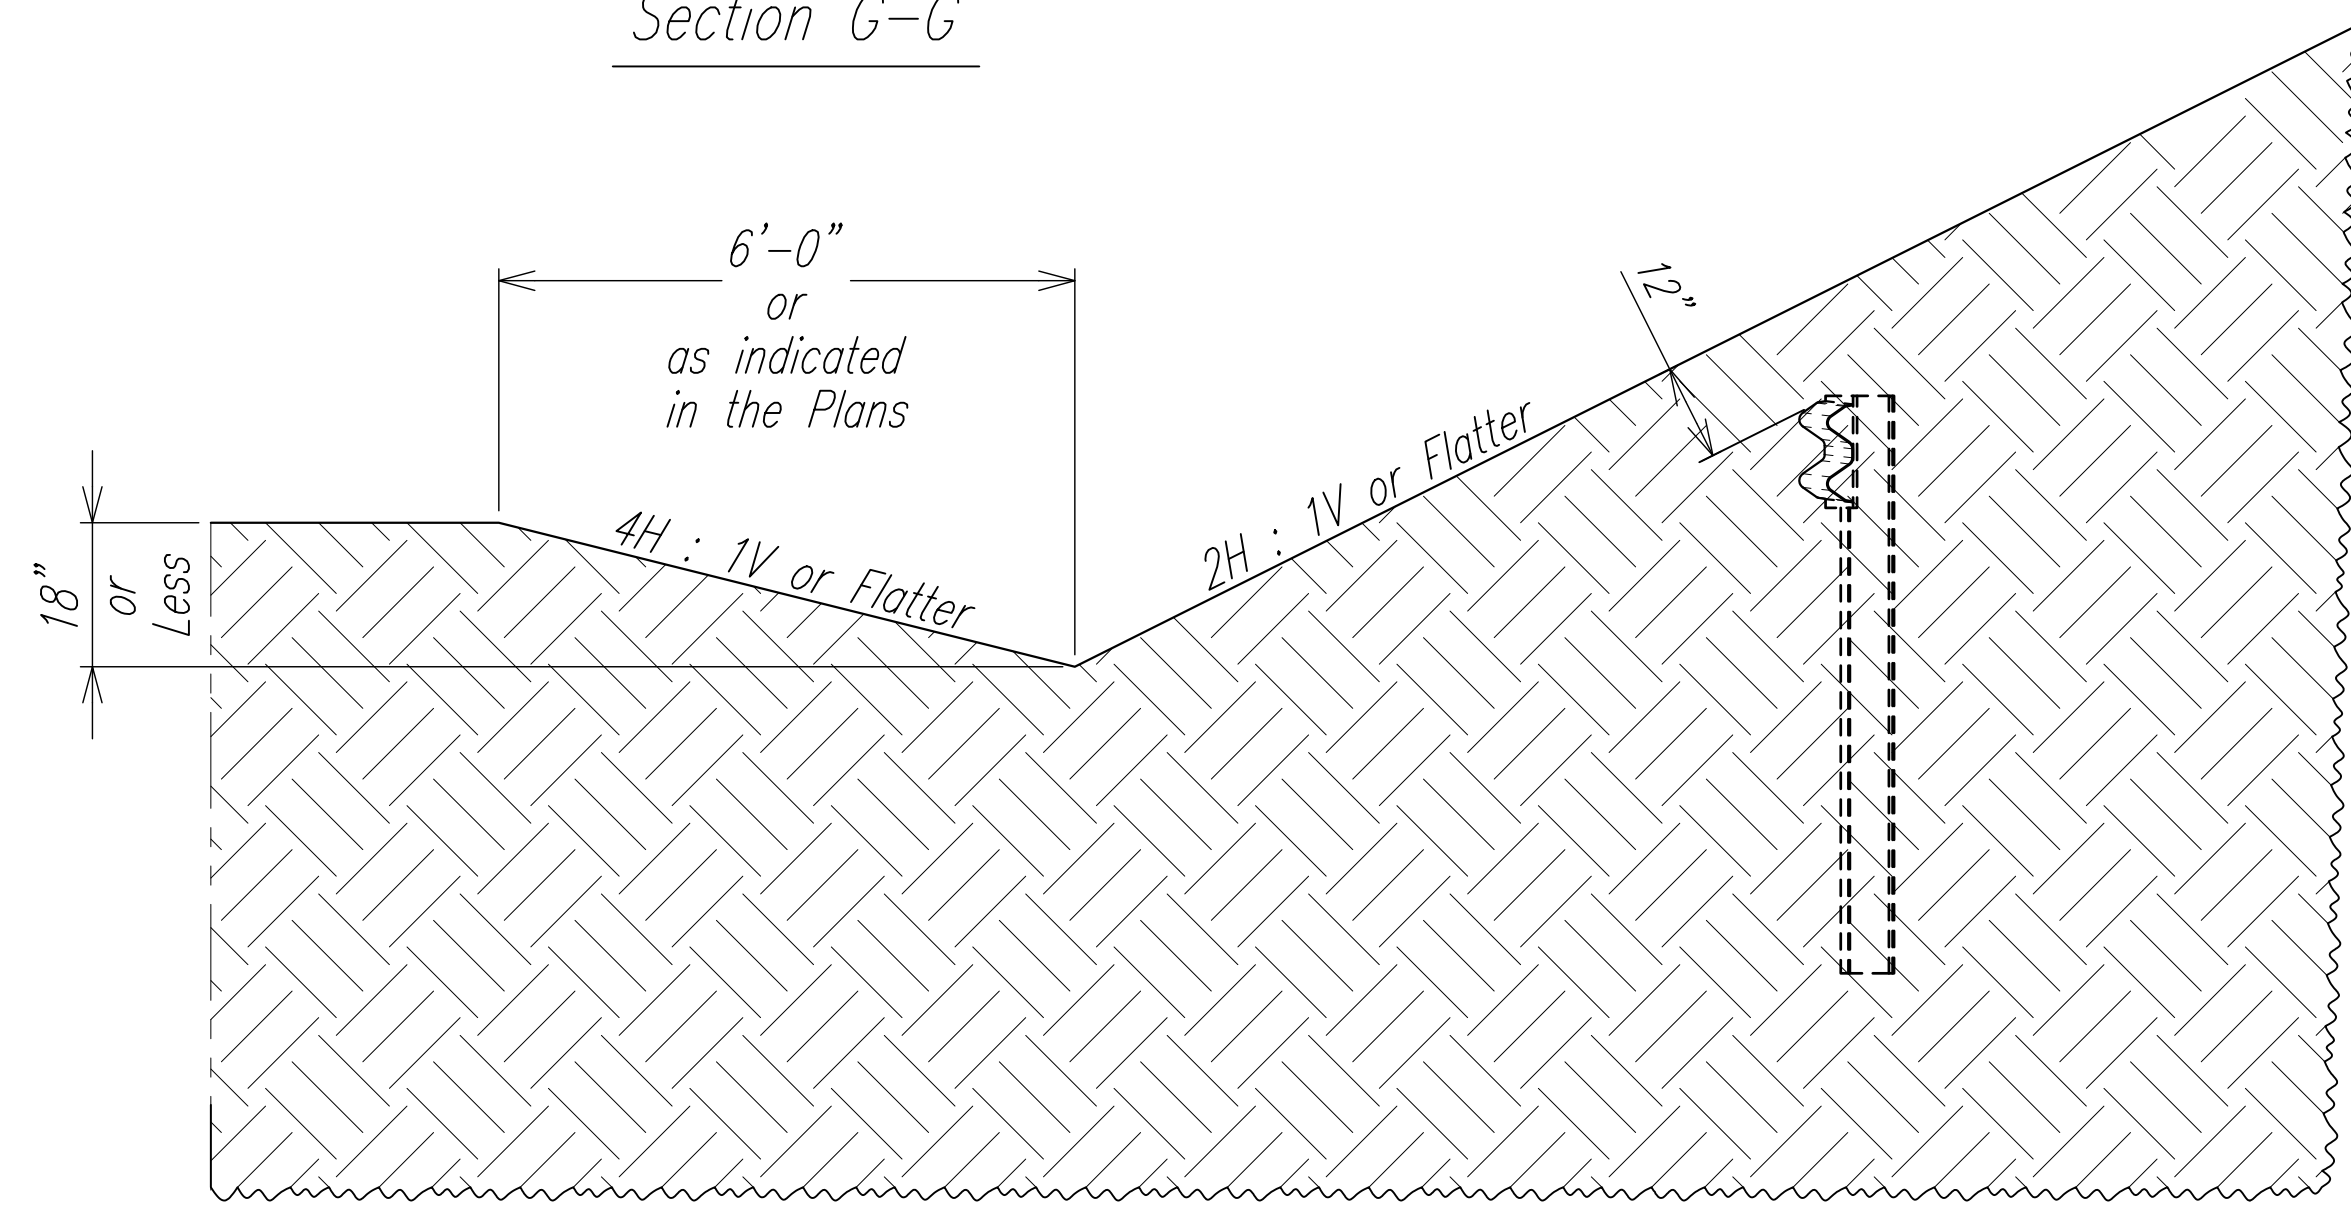 Section G-G
6'-0"
or
as indicated
in the Plans
12"
18"
or
Less
4H : 1V or Flatter
2H : 1V or Flatter